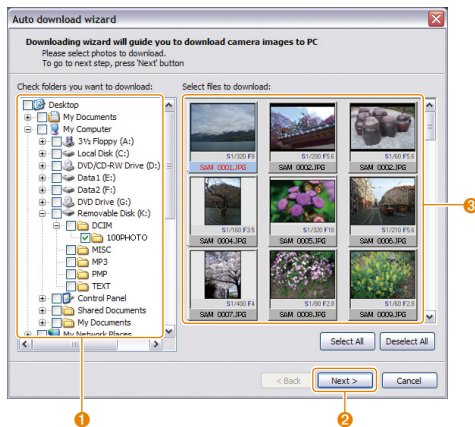 Auto download wizard
Downloading wizard will guide you to download camera images to PC
Please select photos to download.
To go to next step, press 'Next' button
Check folders you want to download:
Select files to download:
Desktop
My Documents
My Computer
3½ Floppy (A:)
Local Disk (C:)
DVD/CD-RW Drive (D:)
Data1 (E:)
Data2 (F:)
DVD Drive (G:)
Removable Disk (K:)
DCIM
100PHOTO
MISC
MP3
PMP
TEXT
Control Panel
Shared Documents
My Documents
My Network Places
S1/320 F8
S1/200 F5.6
S1/60 F5.6
SAM_0001.JPG
SAM_0002.JPG
SAM_0002.JPG
S1/160 F3.5
S1/320 F18
S1/210 F5.6
SAM_0004.JPG
SAM_0005.JPG
SAM_0006.JPG
S1/400 F4
S1/80 F2.8
S1/60 F2.8
SAM_0007.JPG
SAM_0008.JPG
SAM_0009.JPG
3
Select All
Deselect All
< Back
Next >
Cancel
1
2